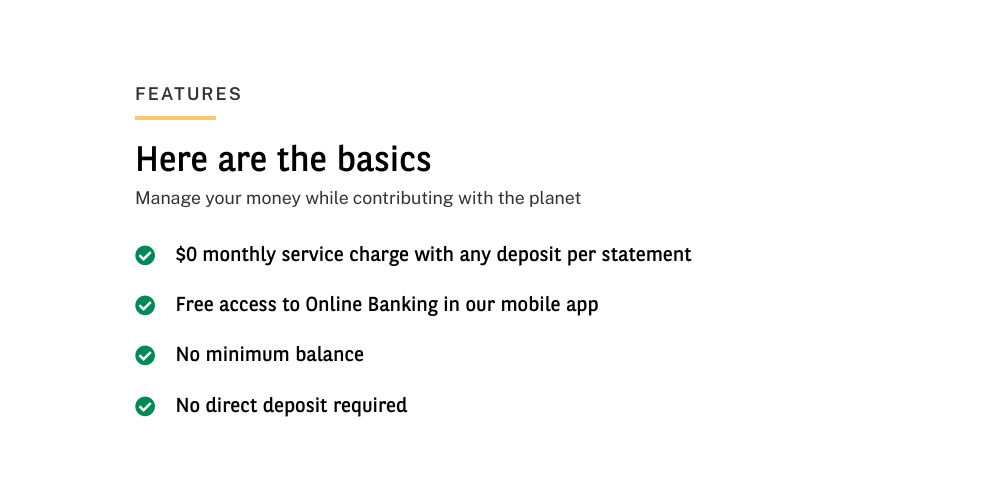 FEATURES
Here are the basics
Manage your money while contributing with the planet
$0 monthly service charge with any deposit per statement
Free access to Online Banking in our mobile app
No minimum balance
No direct deposit required